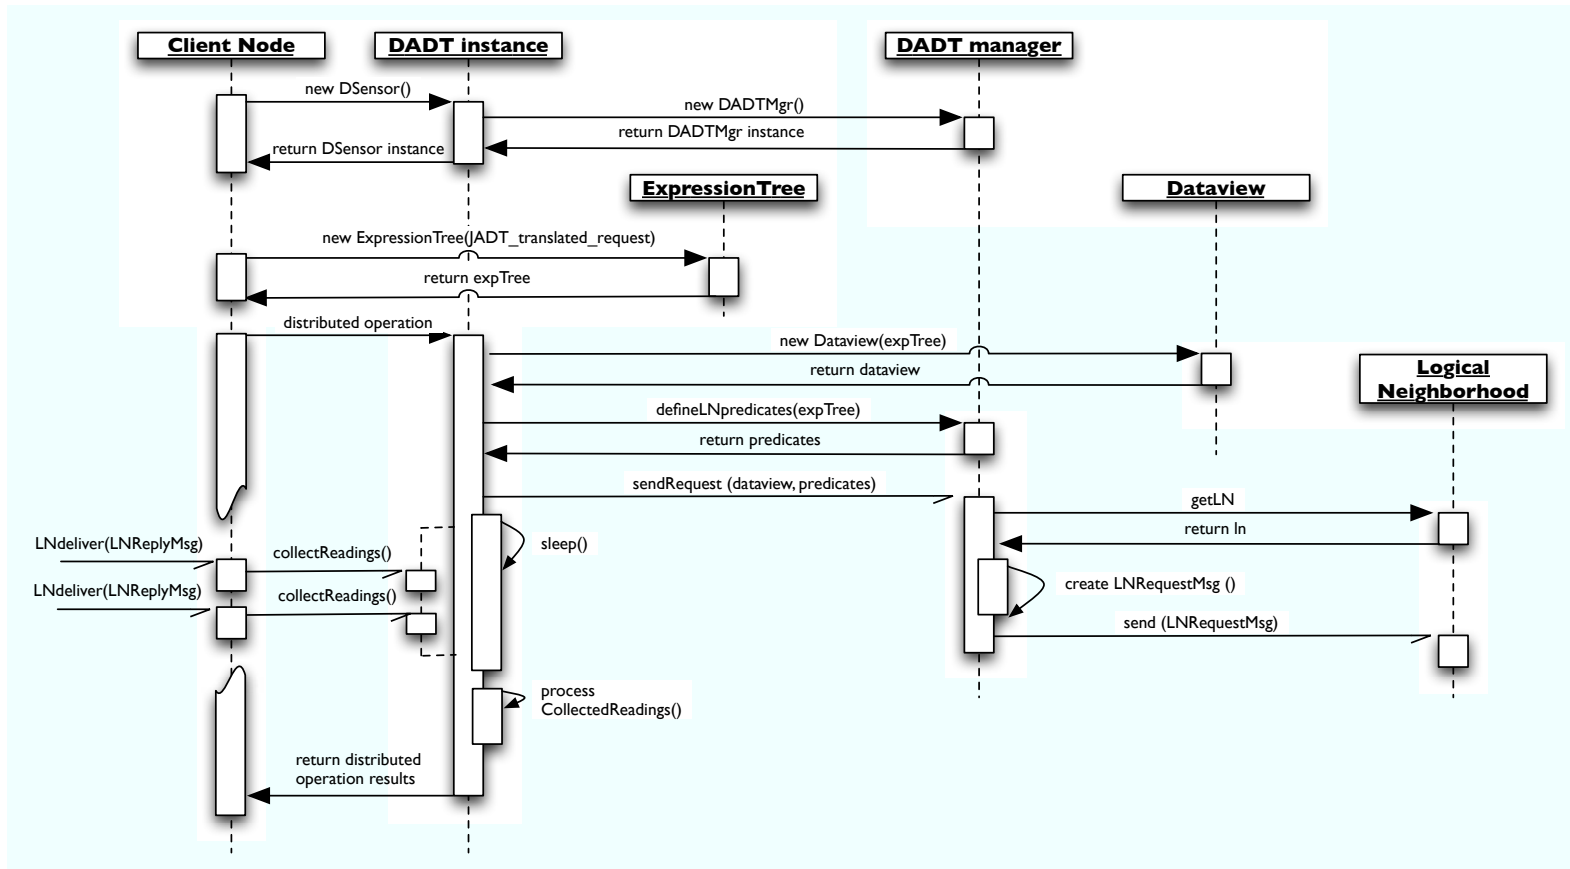 Client Node
DADT instance
DADT manager
new DSensor()
new DADTMgr()
return DADTMgr instance
return DSensor instance
ExpressionTree
Dataview
new ExpressionTree(JADT_translated_request)
return expTree
distributed operation
new Dataview(expTree)
return dataview
Logical
Neighborhood
defineLNpredicates(expTree)
return predicates
sendRequest (dataview, predicates)
getLN
return ln
LNdeliver(LNReplyMsg)
collectReadings()
sleep()
create LNRequestMsg ()
LNdeliver(LNReplyMsg)
collectReadings()
send (LNRequestMsg)
process
CollectedReadings()
return distributed
operation results